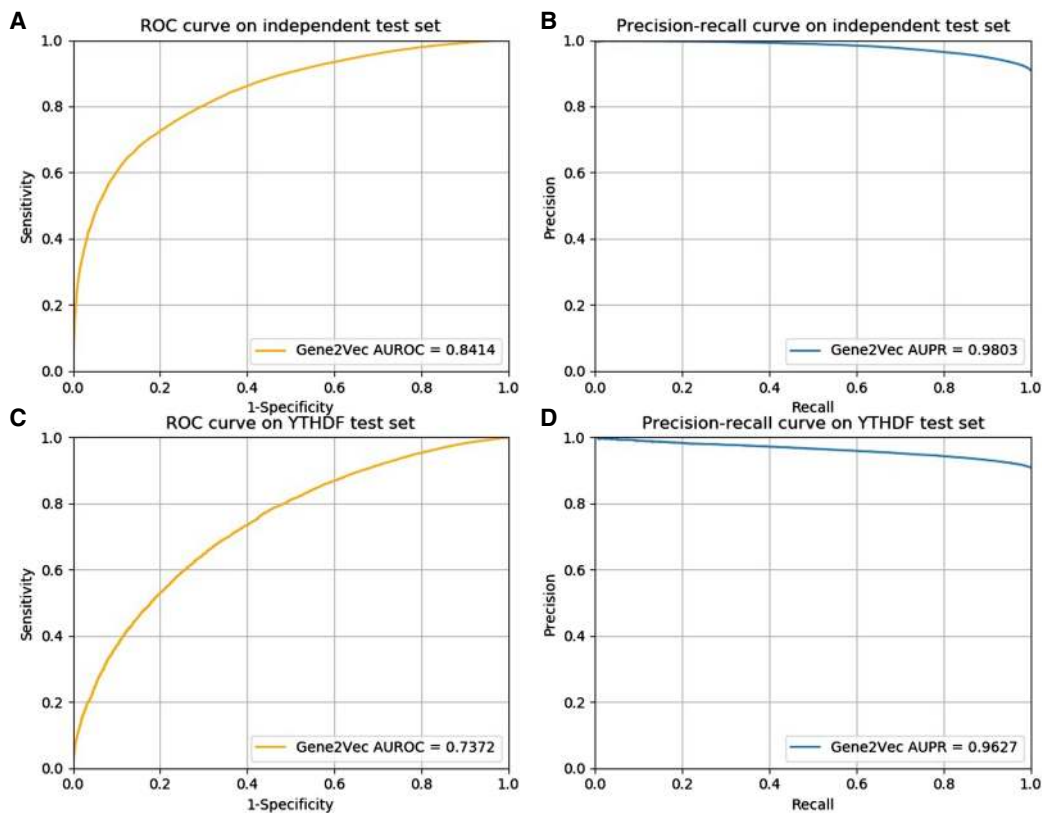 A
ROC curve on independent test set
1.0
0.8
0.6
0.4
0.2
0.0
Sensitivity
Gene2Vec AUROC = 0.8414
0.0 0.2 0.4 0.6 0.8 1.0
1-Specificity
B
Precision-recall curve on independent test set
1.0
0.8
0.6
0.4
0.2
0.0
Precision
Gene2Vec AUPR = 0.9803
0.0 0.2 0.4 0.6 0.8 1.0
Recall
C
ROC curve on YTHDF test set
1.0
0.8
0.6
0.4
0.2
0.0
Sensitivity
Gene2Vec AUROC = 0.7372
0.0 0.2 0.4 0.6 0.8 1.0
1-Specificity
D
Precision-recall curve on YTHDF test set
1.0
0.8
0.6
0.4
0.2
0.0
Precision
Gene2Vec AUPR = 0.9627
0.0 0.2 0.4 0.6 0.8 1.0
Recall